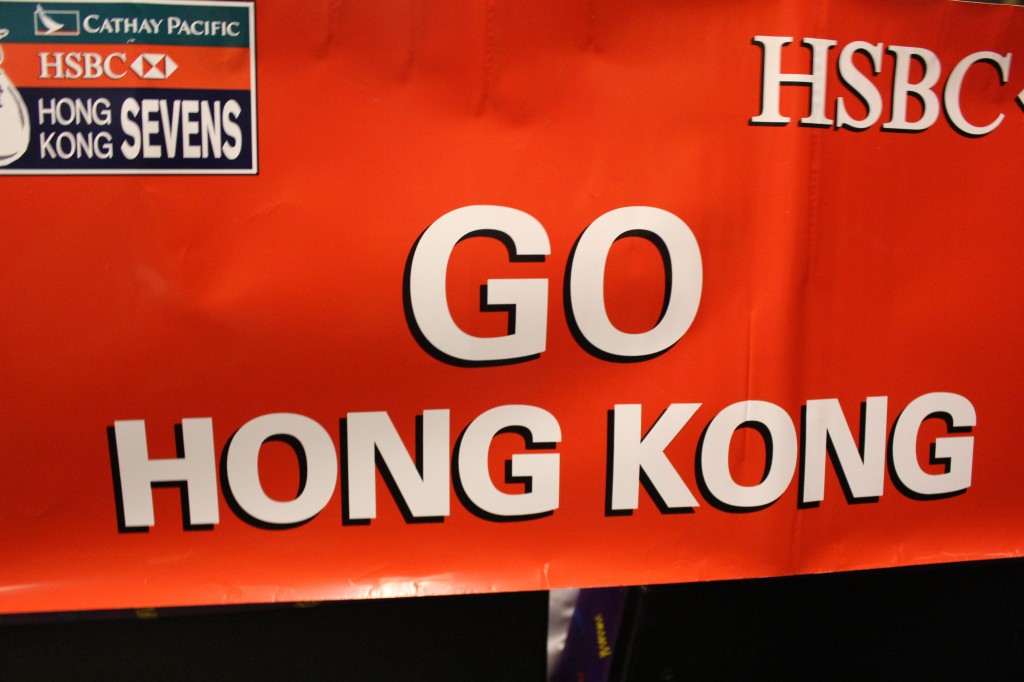 CATHAY PACIFIC
HSBC
HONG KONG SEVENS
HSBC
GO
HONG KONG